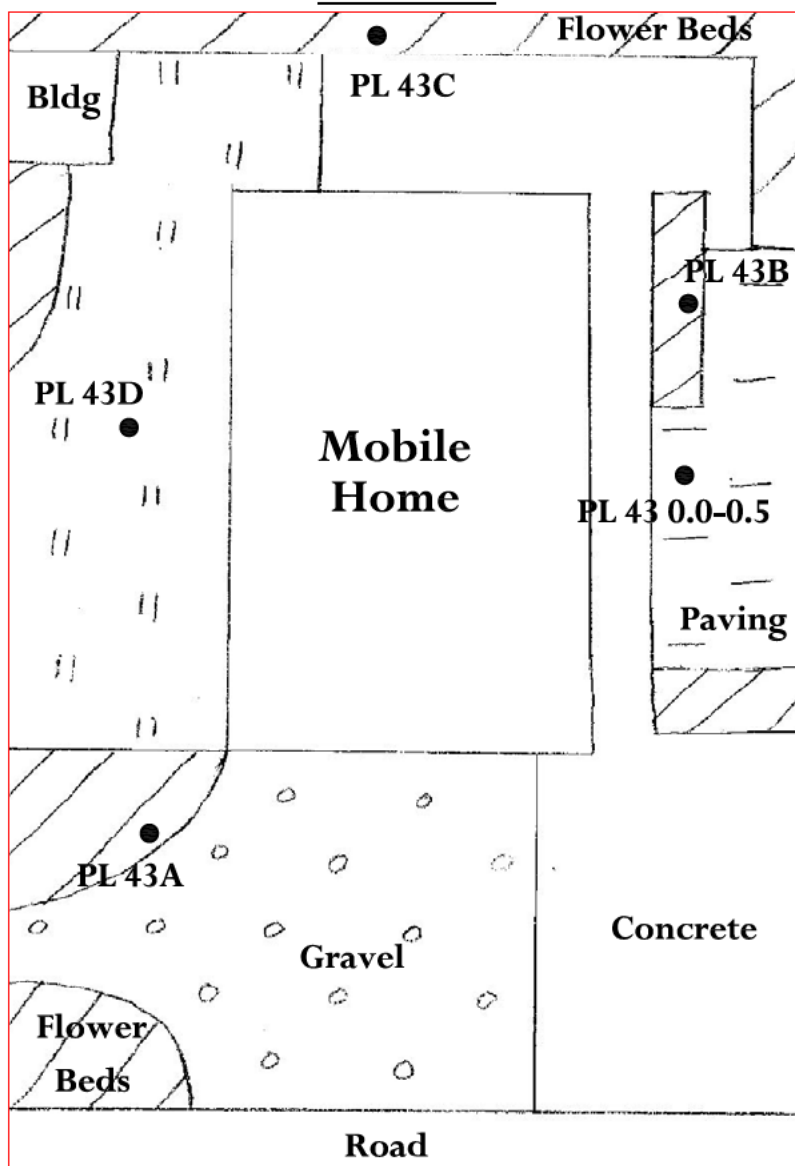 Flower Beds
PL 43C
Bldg
PL 43B
PL 43D
Mobile
Home
PL 43 0.0-0.5
Paving
PL 43A
Concrete
Gravel
Flower
Beds
Road